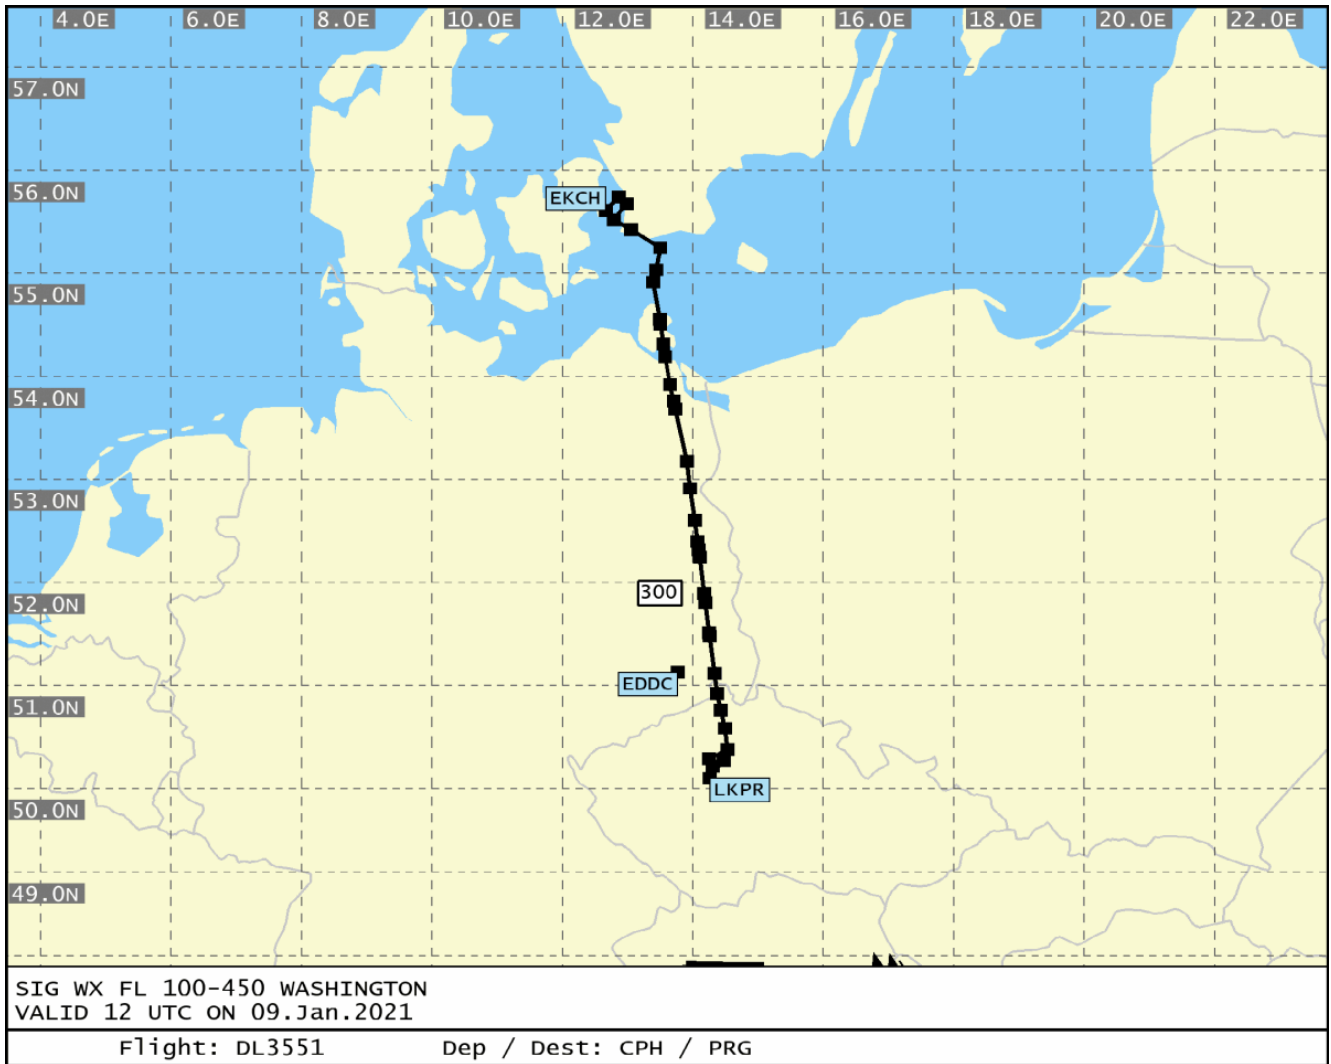 4.0E 6.0E 8.0E 10.0E 12.0E 14.0E 16.0E 18.0E 20.0E 22.0E
57.0N
56.0N
EKCH
55.0N
54.0N
53.0N
52.0N
300
51.0N
EDDC
50.0N
LKPR
49.0N
SIG WX FL 100-450 WASHINGTON
VALID 12 UTC ON 09.Jan.2021
Flight: DL3551 Dep / Dest: CPH / PRG